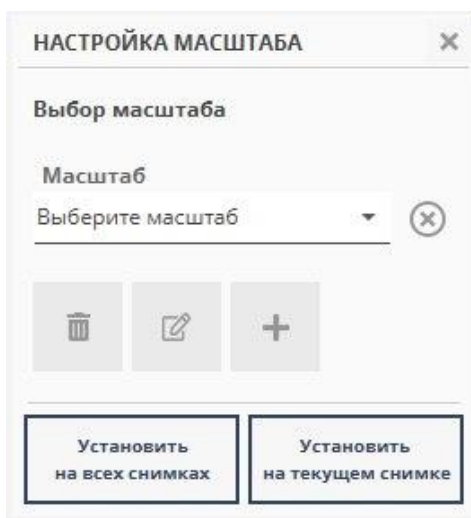 НАСТРОЙКА МАСШТАБА
Выбор масштаба
Масштаб
Выберите масштаб
Установить
на всех снимках
Установить
на текущем снимке